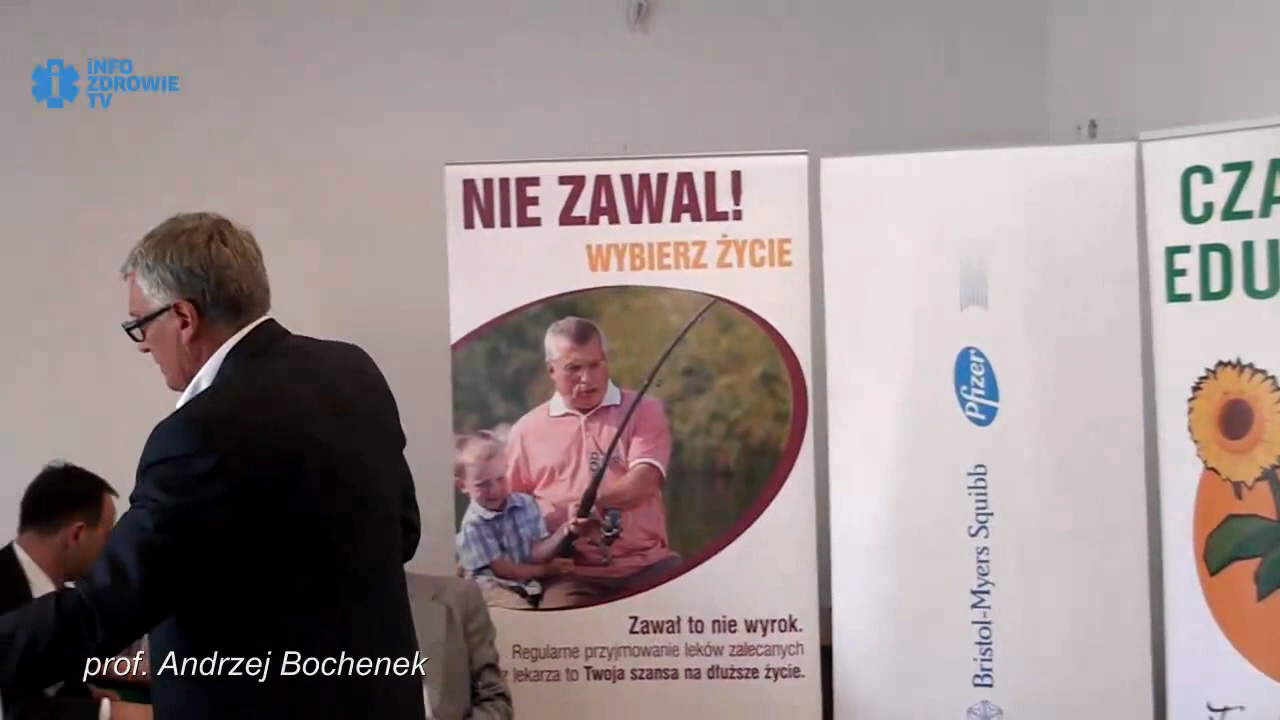 iNFO
ZDROWIE
TV
NIE ZAWAL!
WYBIERZ ŻYCIE
Zawał to nie wyrok.
Regularne przyjmowanie leków zalecanych
z lekarza to Twoja szansa na dłuższe życie.
Pfizer
Bristol-Myers Squibb
CZA
EDU
prof. Andrzej Bochenek